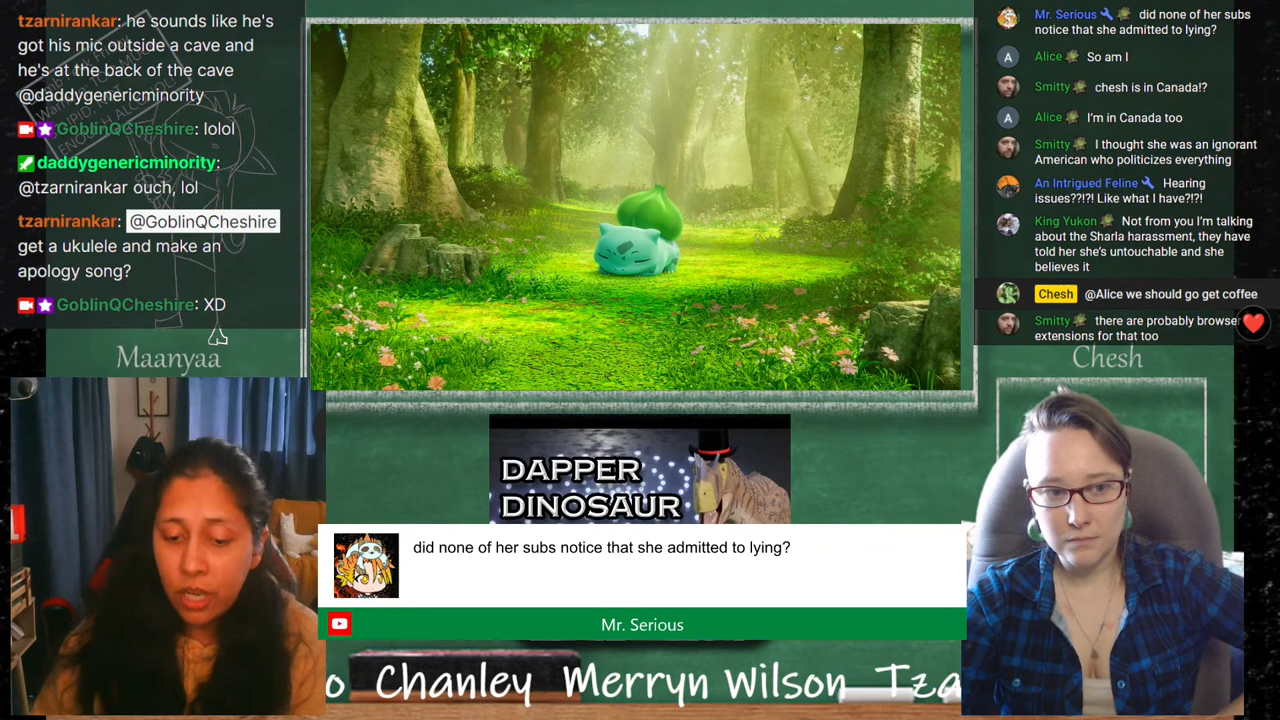 tzarnirankar: he sounds like he's
got his mic outside a cave and
he's at the back of the cave
@daddygenericminority
GoblinQCheshire: lolol
daddygenericminority:
@tzarnirankar ouch, lol
tzarnirankar: @GoblinQCheshire
get a ukulele and make an
apology song?
GoblinQCheshire: XD
Maanyaa
DAPPER
DINOSAUR
did none of her subs notice that she admitted to lying?
Mr. Serious
o Chanley Merryn Wilson Tza
Mr. Serious did none of her subs
notice that she admitted to lying?
A Alice So am I
Smitty chesh is in Canada!?
A Alice I'm in Canada too
Smitty I thought she was an ignorant
American who politicizes everything
An Intrigued Feline Hearing
issues??!?! Like what I have?!?!
King Yukon Not from you I'm talking
about the Sharla harassment, they have
told her she's untouchable and she
believes it
Chesh @Alice we should go get coffee
Smitty there are probably browse
extensions for that too
Chesh